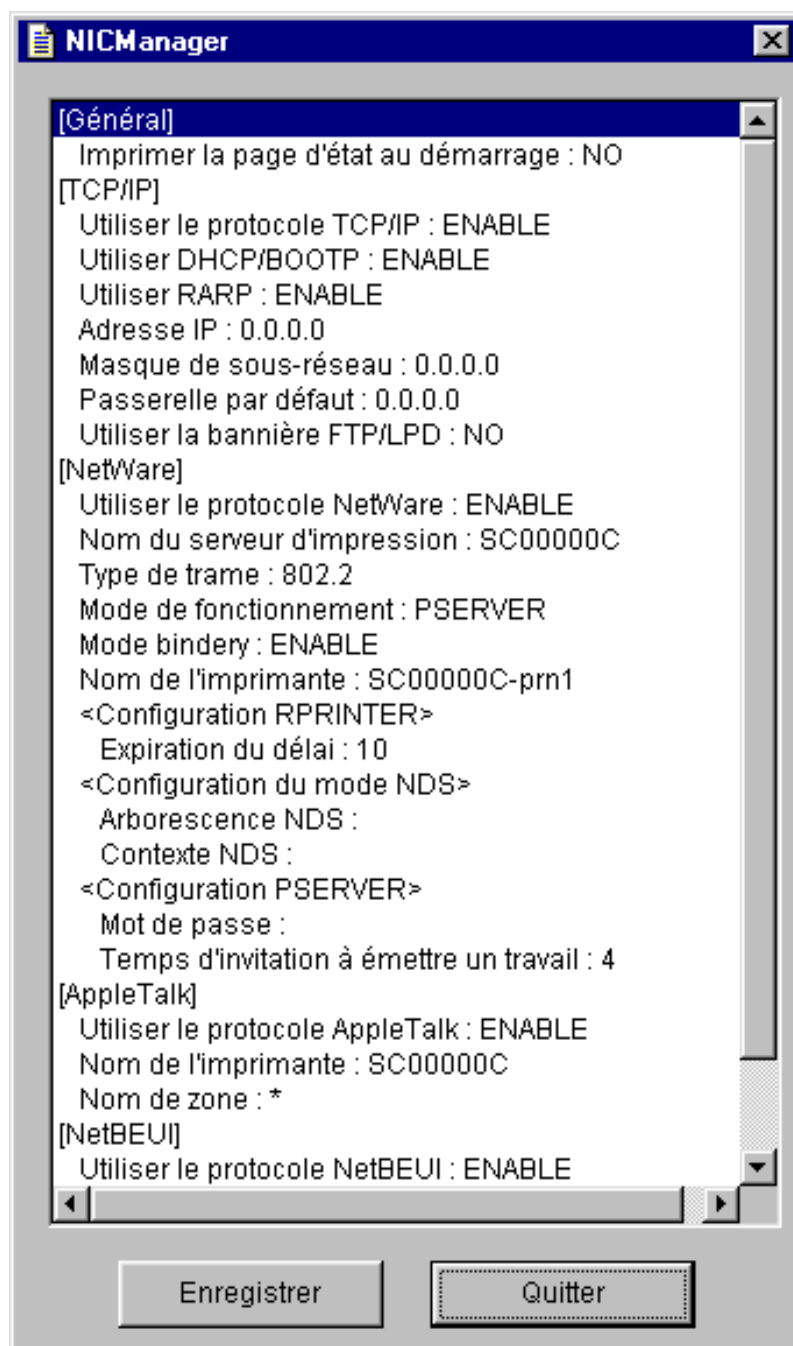 NICManager
[Général]
Imprimer la page d'état au démarrage : NO
[TCP/IP]
Utiliser le protocole TCP/IP : ENABLE
Utiliser DHCP/BOOTP : ENABLE
Utiliser RARP : ENABLE
Adresse IP : 0.0.0.0
Masque de sous-réseau : 0.0.0.0
Passerelle par défaut : 0.0.0.0
Utiliser la bannière FTP/LPD : NO
[NetWare]
Utiliser le protocole NetWare : ENABLE
Nom du serveur d'impression : SC00000C
Type de trame : 802.2
Mode de fonctionnement : PSERVER
Mode bindery : ENABLE
Nom de l'imprimante : SC00000C-prn1
<Configuration RPRINTER>
Expiration du délai : 10
<Configuration du mode NDS>
Arborescence NDS :
Contexte NDS :
<Configuration PSERVER>
Mot de passe :
Temps d'invitation à émettre un travail : 4
[AppleTalk]
Utiliser le protocole AppleTalk : ENABLE
Nom de l'imprimante : SC00000C
Nom de zone : *
[NetBEUI]
Utiliser le protocole NetBEUI : ENABLE
Enregistrer
Quitter